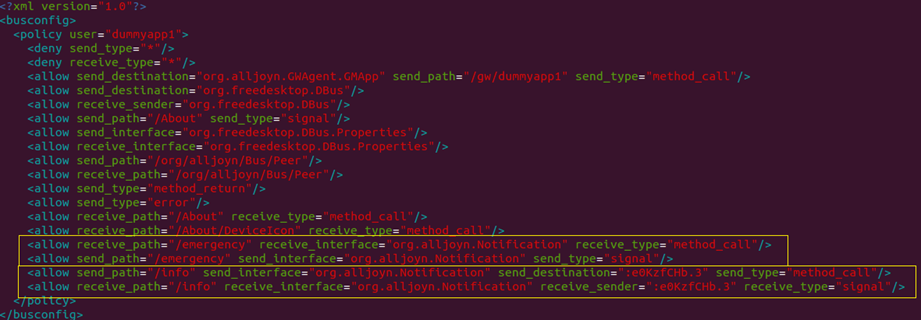 <?xml version="1.0"?>
<busconfig>
<policy user="dummyapp1">
<deny send_type="*"/>
<deny receive_type="*"/>
<allow send_destination="org.alljoyn.GWAgent.GMApp" send_path="/gw/dummyapp1" send_type="method_call"/>
<allow send_destination="org.freedesktop.DBus"/>
<allow receive_sender="org.freedesktop.DBus"/>
<allow send_path="/About" send_type="signal"/>
<allow send_interface="org.freedesktop.DBus.Properties"/>
<allow receive_interface="org.freedesktop.DBus.Properties"/>
<allow send_path="/org/alljoyn/Bus/Peer"/>
<allow receive_path="/org/alljoyn/Bus/Peer"/>
<allow send_type="method_return"/>
<allow send_type="error"/>
<allow receive_path="/About" receive_type="method_call"/>
<allow receive_path="/About/DeviceIcon" receive_type="method_call"/>
<allow receive_path="/emergency" receive_interface="org.alljoyn.Notification" receive_type="method_call"/>
<allow send_path="/emergency" send_interface="org.alljoyn.Notification" send_type="signal"/>
<allow send_path="/info" send_interface="org.alljoyn.Notification" send_destination=":e0KzfCHb.3" send_type="method_call"/>
<allow receive_path="/info" receive_interface="org.alljoyn.Notification" receive_sender=":e0KzfCHb.3" receive_type="signal"/>
</policy>
</busconfig>